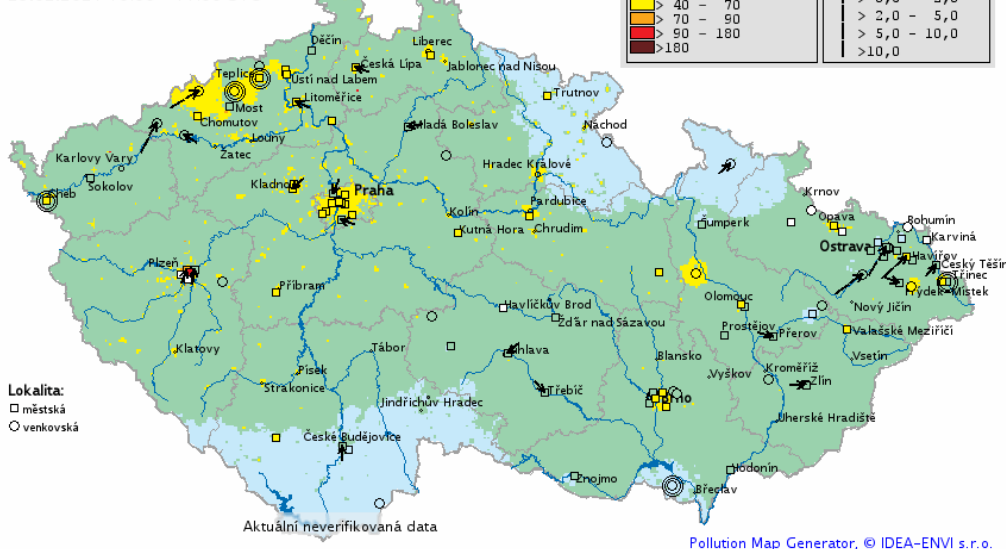 > 40 - 70
> 2,0 - 5,0
> 70 - 90
> 5,0 - 10,0
> 90 - 180
>10,0
>180
Děčín
Liberec
Česká Lípa
Jablonec nad Nisou
Teplice
Ústí nad Labem
Trutnov
Most
Litoměřice
Chomutov
Mladá Boleslav
Náchod
Louny
Žatec
Karlovy Vary
Hradec Králové
Sokolov
Kladno
Praha
Krnov
Cheb
Pardubice
Kolín
Opava
Bohumín
Kutná Hora
Chrudim
Šumperk
Karviná
Ostrava
Havířov
Plzeň
Český Těšín
Třinec
Příbram
Frýdek-Místek
Olomouc
Havlíčkův Brod
Nový Jičín
Žďár nad Sázavou
Prostějov
Přerov
Valašské Meziříčí
Klatovy
Tábor
Jihlava
Blansko
Vsetín
Písek
Vyškov
Kroměříž
Zlín
Strakonice
Třebíč
Lokalita:
městská
venkovská
Jindřichův Hradec
Brno
Uherské Hradiště
České Budějovice
Hodonín
Znojmo
Břeclav
Aktuální neverifikovaná data
Pollution Map Generator, © IDEA-ENVI s.r.o.